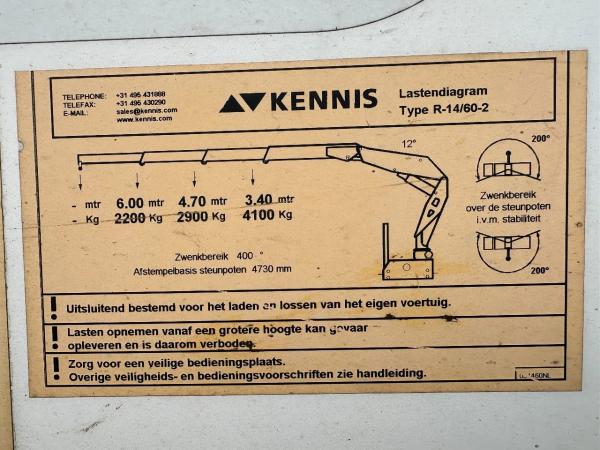 TELEPHONE: +31 495 431888
TELEFAX: +31 495 430290
E-MAIL: sales@kennis.com
www.kennis.com
KENNIS
Lastendiagram
Type R-14/60-2
12°
200°
- mtr 6.00 mtr 4.70 mtr 3.40 mtr
- Kg 2200 Kg 2900 Kg 4100 Kg
Zwenkbereik
over de steunpoten
i.v.m. stabiliteit
200°
Zwenkbereik 400 °
Afstempelbasis steunpoten 4730 mm
! Uitsluitend bestemd voor het laden en lossen van het eigen voertuig.
! Lasten opnemen vanaf een grotere hoogte kan gevaar
opleveren en is daarom verboden.
! Zorg voor een veilige bedieningsplaats.
Overige veiligheids- en bedieningsvoorschriften zie handleiding.